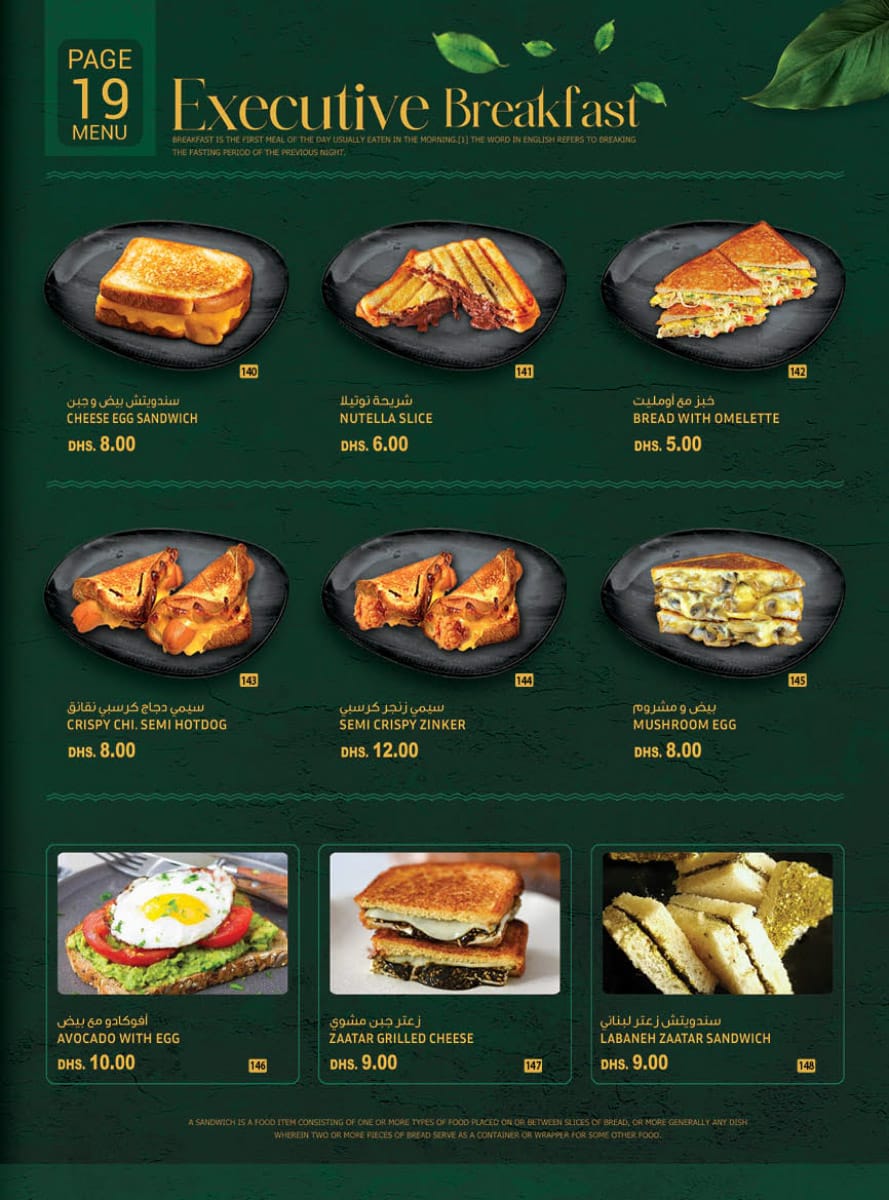 PAGE
19
MENU
Executive Breakfast
BREAKFAST IS THE FIRST MEAL OF THE DAY USUALLY EATEN IN THE MORNING.[1] THE WORD IN ENGLISH REFERS TO BREAKING
THE FASTING PERIOD OF THE PREVIOUS NIGHT.
140
سندويتش بيض و جبن
CHEESE EGG SANDWICH
DHS. 8.00
141
شريحة نوتيلا
NUTELLA SLICE
DHS. 6.00
142
خبز مع أومليت
BREAD WITH OMELETTE
DHS. 5.00
143
سيمي دجاج كرسبي نقانق
CRISPY CHI. SEMI HOTDOG
DHS. 8.00
144
سيمي زنجر كرسبي
SEMI CRISPY ZINKER
DHS. 12.00
145
بيض و مشروم
MUSHROOM EGG
DHS. 8.00
أفوكادو مع بيض
AVOCADO WITH EGG
DHS. 10.00
146
زعتر جبن مشوي
ZAATAR GRILLED CHEESE
DHS. 9.00
147
سندويتش زعتر لبناني
LABANEH ZAATAR SANDWICH
DHS. 9.00
148
A SANDWICH IS A FOOD ITEM CONSISTING OF ONE OR MORE TYPES OF FOOD PLACED ON OR BETWEEN SLICES OF BREAD, OR MORE GENERALLY ANY DISH
WHEREIN TWO OR MORE PIECES OF BREAD SERVE AS A CONTAINER OR WRAPPER FOR SOME OTHER FOOD.